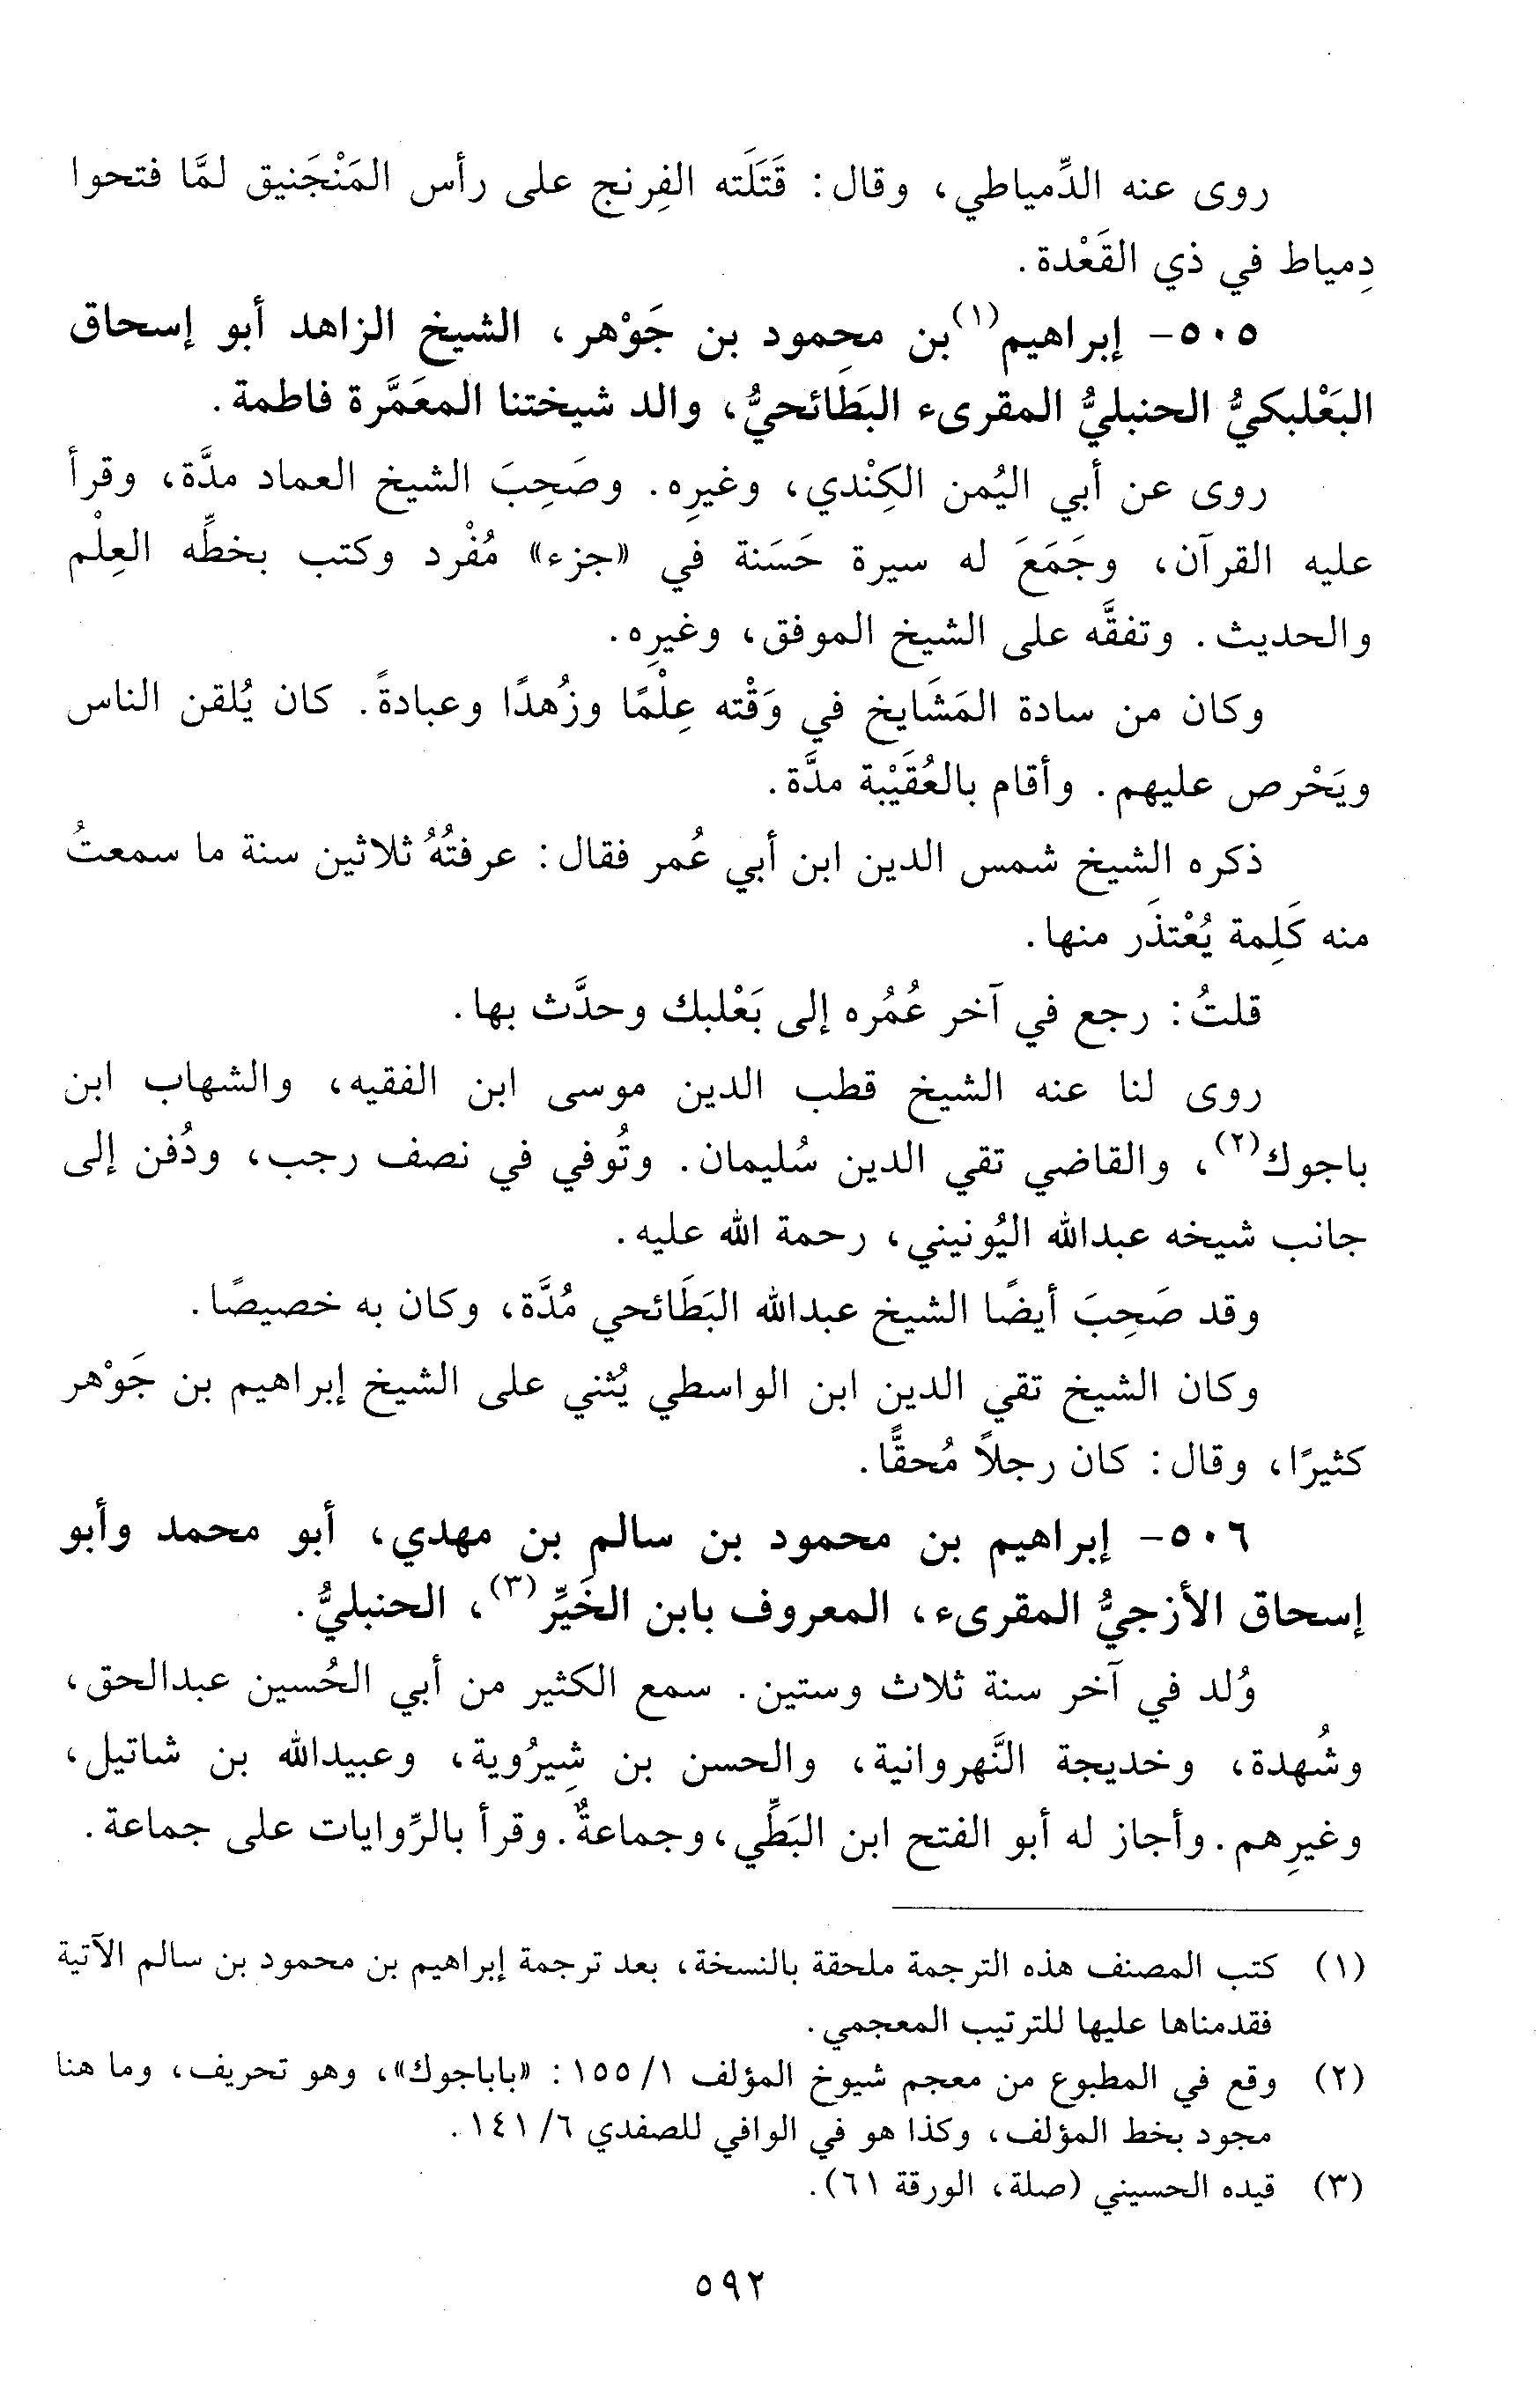 روى عنه الدِّمياطي، وقال: قَتَلَته الفِرنج على رأس المَنْجَنيق لمَّا فتحوا
دِمياط في ذي القَعْدة.
٥٠٥- إبراهيم(١) بن محمود بن جَوْهر، الشيخ الزاهد أبو إسحاق
البَعْلبكيُّ الحنبليُّ المقرىء البَطَائحيُّ، والد شيختنا المعَمَّرة فاطمة.
روى عن أبي اليُمن الكِنْدي، وغيرِه. وصَحِبَ الشيخ العماد مدَّة، وقرأ
عليه القرآن، وجَمَعَ له سيرة حَسَنة في «جزء» مُفْرد وكتب بخطِّه العِلْم
والحديث. وتفقَّه على الشيخ الموفق، وغيرِه.
وكان من سادة المَشَايخ في وَقْته عِلْمًا وزُهدًا وعبادةً. كان يُلقن الناس
ويَحْرص عليهم. وأقام بالعُقَيْبة مدَّة.
ذكره الشيخ شمس الدين ابن أبي عُمر فقال: عرفتُهُ ثلاثين سنة ما سمعتُ
منه كَلِمة يُعْتذَر منها.
قلتُ: رجع في آخر عُمُره إلى بَعْلبك وحدَّث بها.
روى لنا عنه الشيخ قطب الدين موسى ابن الفقيه، والشهاب ابن
باجوك(٢)، والقاضي تقي الدين سُليمان. وتُوفي في نصف رجب، ودُفن إلى
جانب شيخه عبدالله اليُونيني، رحمة الله عليه.
وقد صَحِبَ أيضًا الشيخ عبدالله البَطَائحي مُدَّة، وكان به خصيصًا.
وكان الشيخ تقي الدين ابن الواسطي يُثني على الشيخ إبراهيم بن جَوْهر
كثيرًا، وقال: كان رجلاً مُحقًّا.
٥٠٦- إبراهيم بن محمود بن سالم بن مهدي، أبو محمد وأبو
إسحاق الأزجيُّ المقرىء، المعروف بابن الخَيِّر(٣)، الحنبليُّ.
وُلد في آخر سنة ثلاث وستين. سمع الكثير من أبي الحُسين عبدالحق،
وشُهدة، وخديجة النَّهروانية، والحسن بن شِيرُوية، وعبيدالله بن شاتيل،
وغيرِهم. وأجاز له أبو الفتح ابن البَطِّي، وجماعةٌ. وقرأ بالرِّوايات على جماعة.
(١) كتب المصنف هذه الترجمة ملحقة بالنسخة، بعد ترجمة إبراهيم بن محمود بن سالم الآتية
فقدمناها عليها للترتيب المعجمي.
(٢) وقع في المطبوع من معجم شيوخ المؤلف ١/ ١٥٥: «باباجوك»، وهو تحريف، وما هنا
مجود بخط المؤلف، وكذا هو في الوافي للصفدي ٦/ ١٤١.
(٣) قيده الحسيني (صلة، الورقة ٦١).
٥٩٢